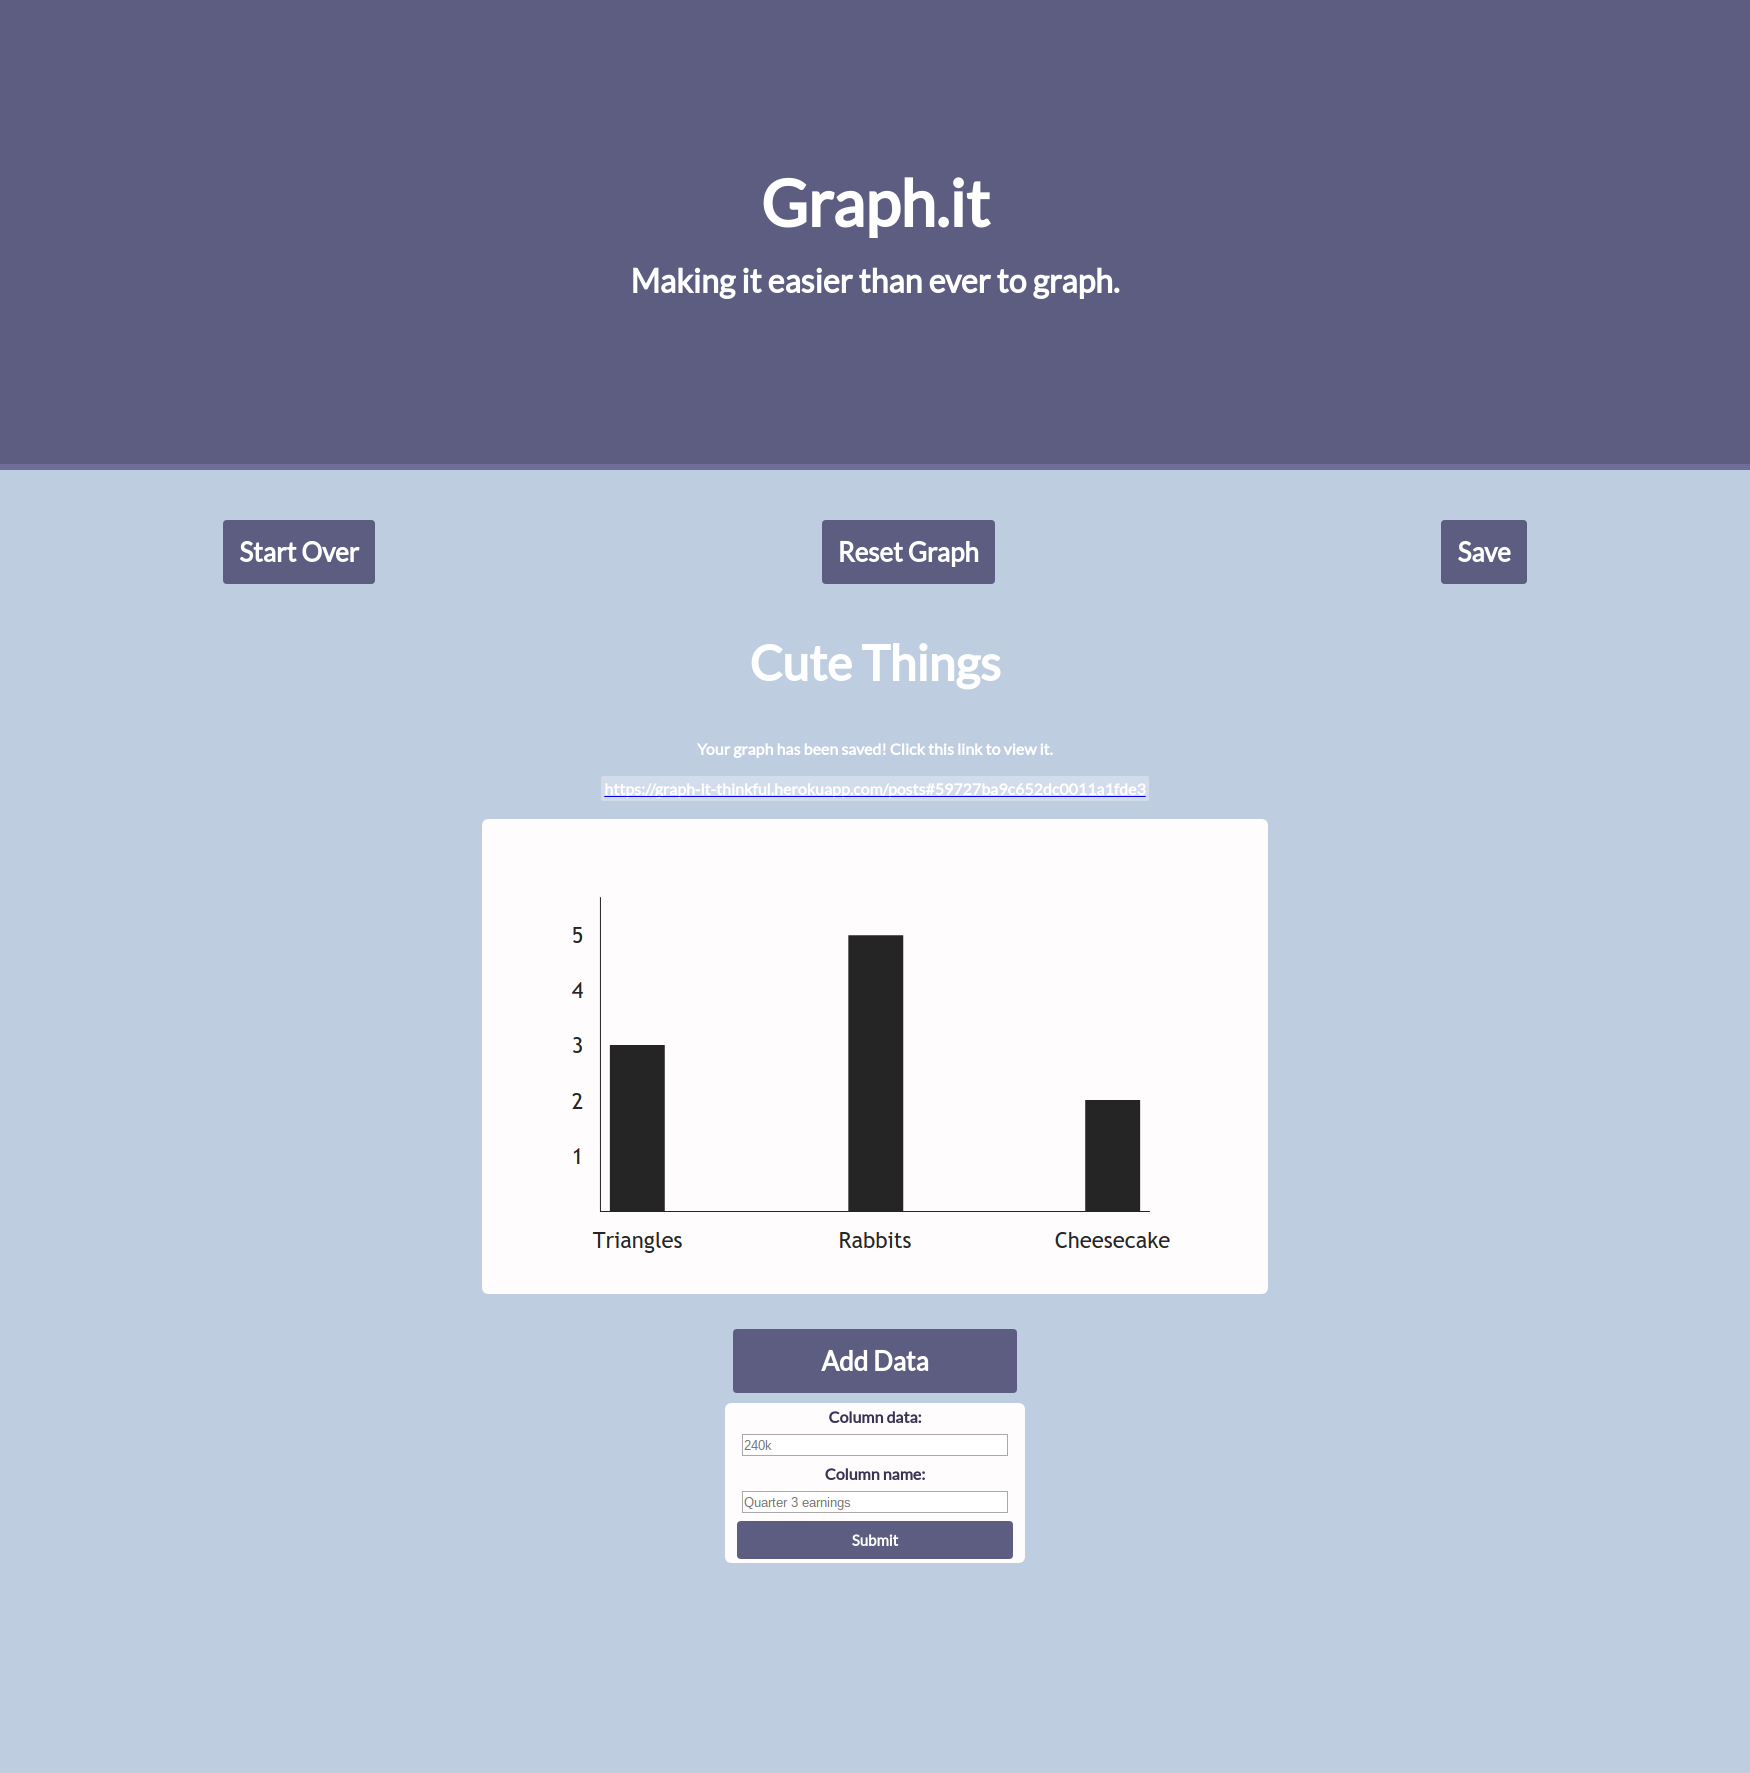 Graph.it
Making it easier than ever to graph.
Start Over
Reset Graph
Save
Cute Things
Your graph has been saved! Click this link to view it.
https://graph-it-thinkful.herokuapp.com/posts#59727ba9c652dc0011a1fde3
5
4
3
2
1
Triangles Rabbits Cheesecake
Add Data
Column data:
240k
Column name:
Quarter 3 earnings
Submit